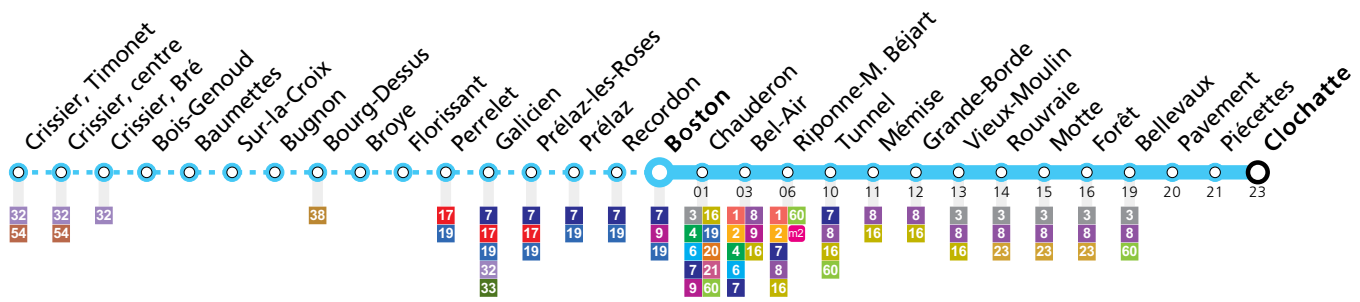 Crissier, Timonet
Crissier, centre
Crissier, Bré
Bois-Genoud
Baumettes
Sur-la-Croix
Bugnon
Bourg-Dessus
Broye
Florissant
Perrelet
Galicien
Prélaz-les-Roses
Prélaz
Recordon
Boston
Chauderon
Bel-Air
Riponne-M. Béjart
Tunnel
Mémise
Grande-Borde
Vieux-Moulin
Rouvraie
Motte
Forêt
Bellevaux
Pavement
Piécettes
Clochatte
01 03 06 10 11 12 13 14 15 16 19 20 21 23
32 32 32 38 17 7 7 7 7 7 3 16 1 8 1 60 7 8 8 3 3 3 3 3
54 54 19 17 17 19 19 9 4 19 2 9 2 m2 8 16 16 8 8 8 8 8
19 19 19 6 20 4 16 7 16 16 23 23 23 60
32 7 21 6 8 60
33 9 60 7 16